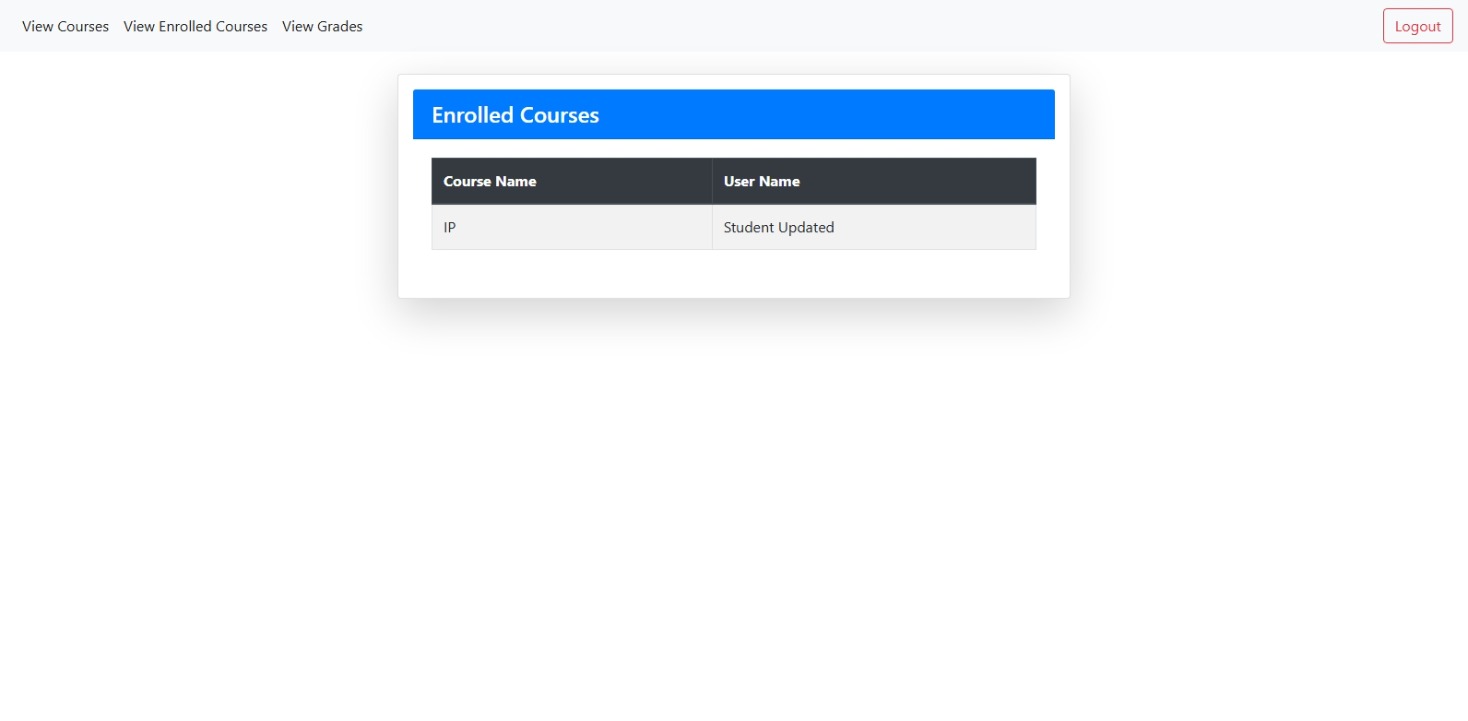 View Courses View Enrolled Courses View Grades Logout
Enrolled Courses
Course Name User Name
IP Student Updated